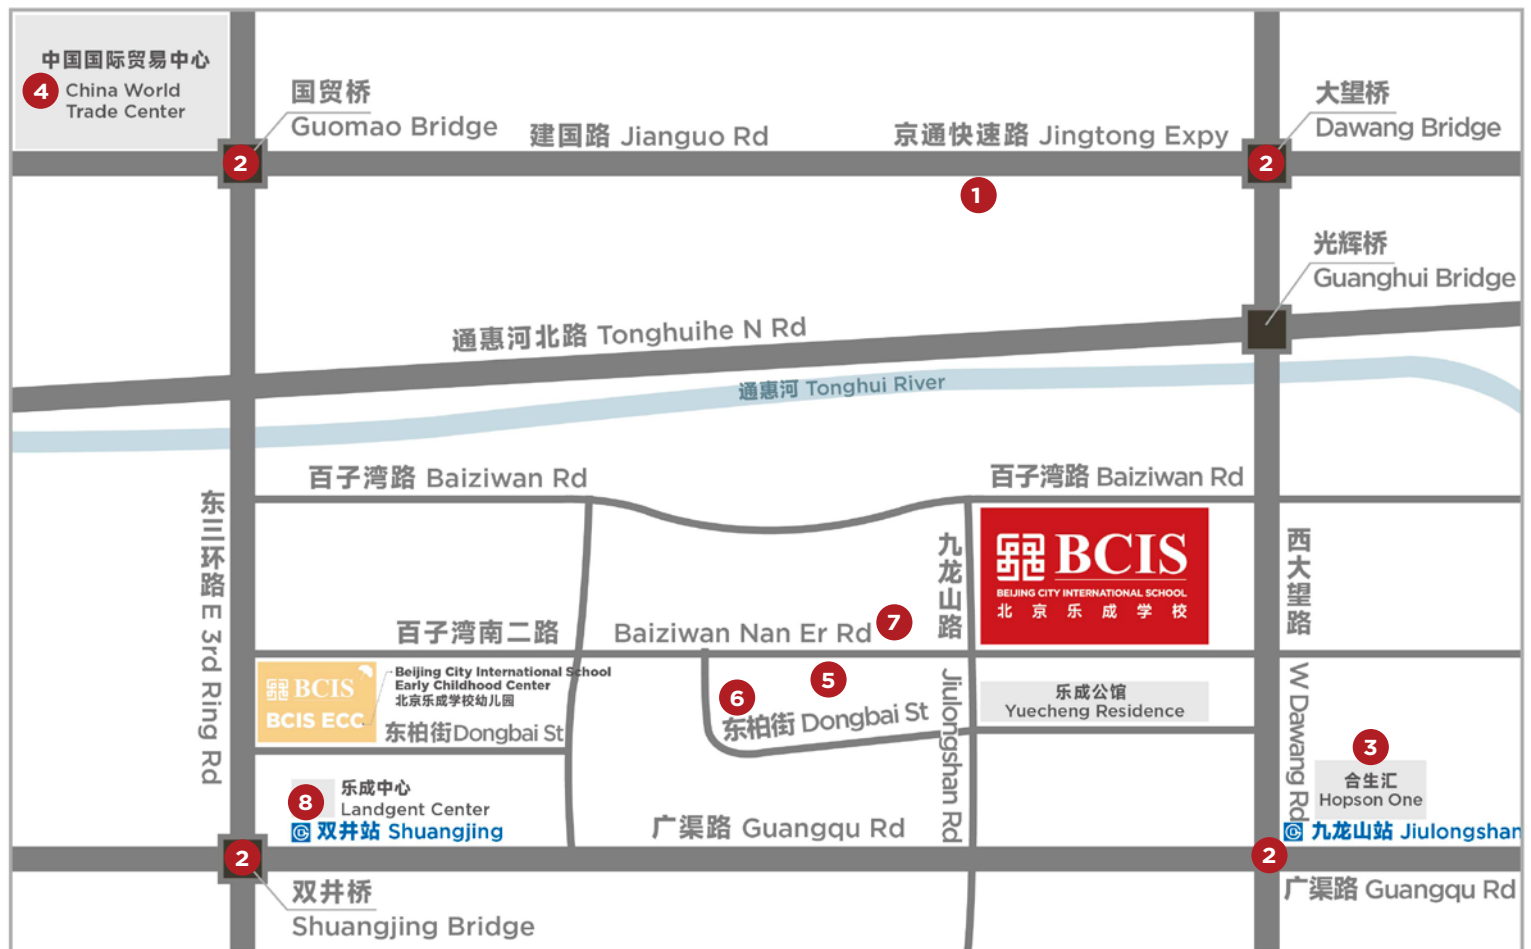 中国国际贸易中心
4
China World
Trade Center
国贸桥
Guomao Bridge
2
建国路 Jianguo Rd
京通快速路 Jingtong Expy
1
大望桥
Dawang Bridge
2
光辉桥
Guanghui Bridge
通惠河北路 Tonghuihe N Rd
通惠河 Tonghui River
百子湾路 Baiziwan Rd
百子湾路 Baiziwan Rd
东三环路 E 3rd Ring Rd
九龙山路 Jiulongshan Rd
BCIS
BEIJING CITY INTERNATIONAL SCHOOL
北京乐成学校
西大望路 W Dawang Rd
百子湾南二路 Baiziwan Nan Er Rd
7
BCIS
BCIS ECC
Beijing City International School
Early Childhood Center
北京乐成学校幼儿园
东柏街Dongbai St
5
6
东柏街 Dongbai St
乐成公馆
Yuecheng Residence
3
合生汇
Hopson One
九龙山站 Jiulongshan
8
乐成中心
Landgent Center
双井站 Shuangjing
广渠路 Guangqu Rd
2
2
双井桥
Shuangjing Bridge
广渠路 Guangqu Rd